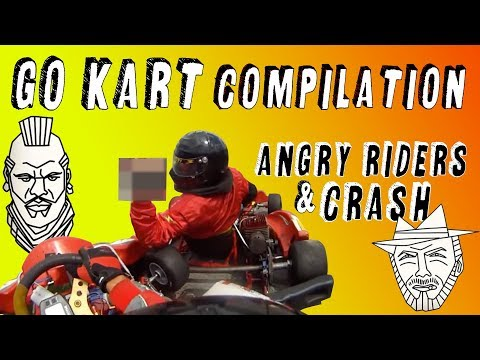 GO KART COMPILATION
ANGRY RIDERS
& CRASH